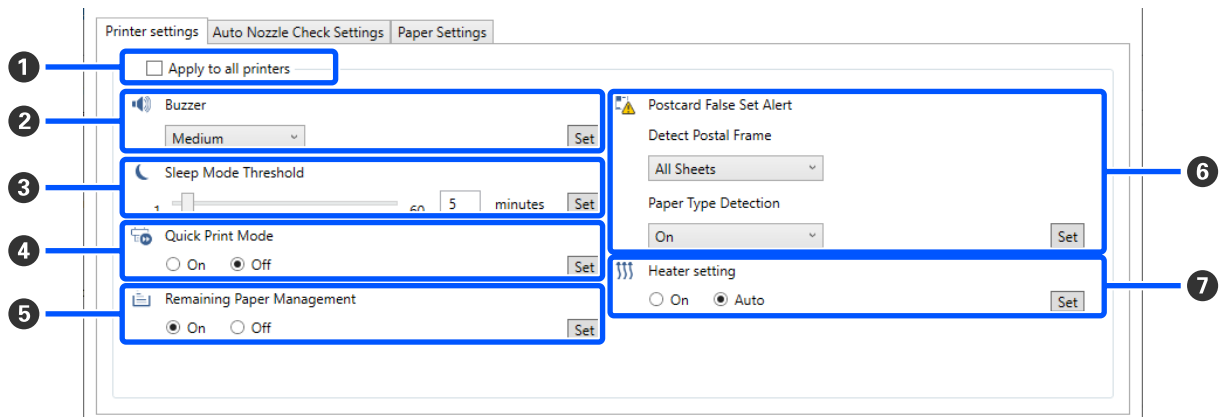 Printer settings Auto Nozzle Check Settings Paper Settings
1 Apply to all printers
2 Buzzer
Medium Set
3 Sleep Mode Threshold
1 60 5 minutes Set
4 Quick Print Mode
On Off Set
5 Remaining Paper Management
On Off Set
Postcard False Set Alert
Detect Postal Frame
All Sheets 6
Paper Type Detection
On Set
Heater setting 7
On Auto Set